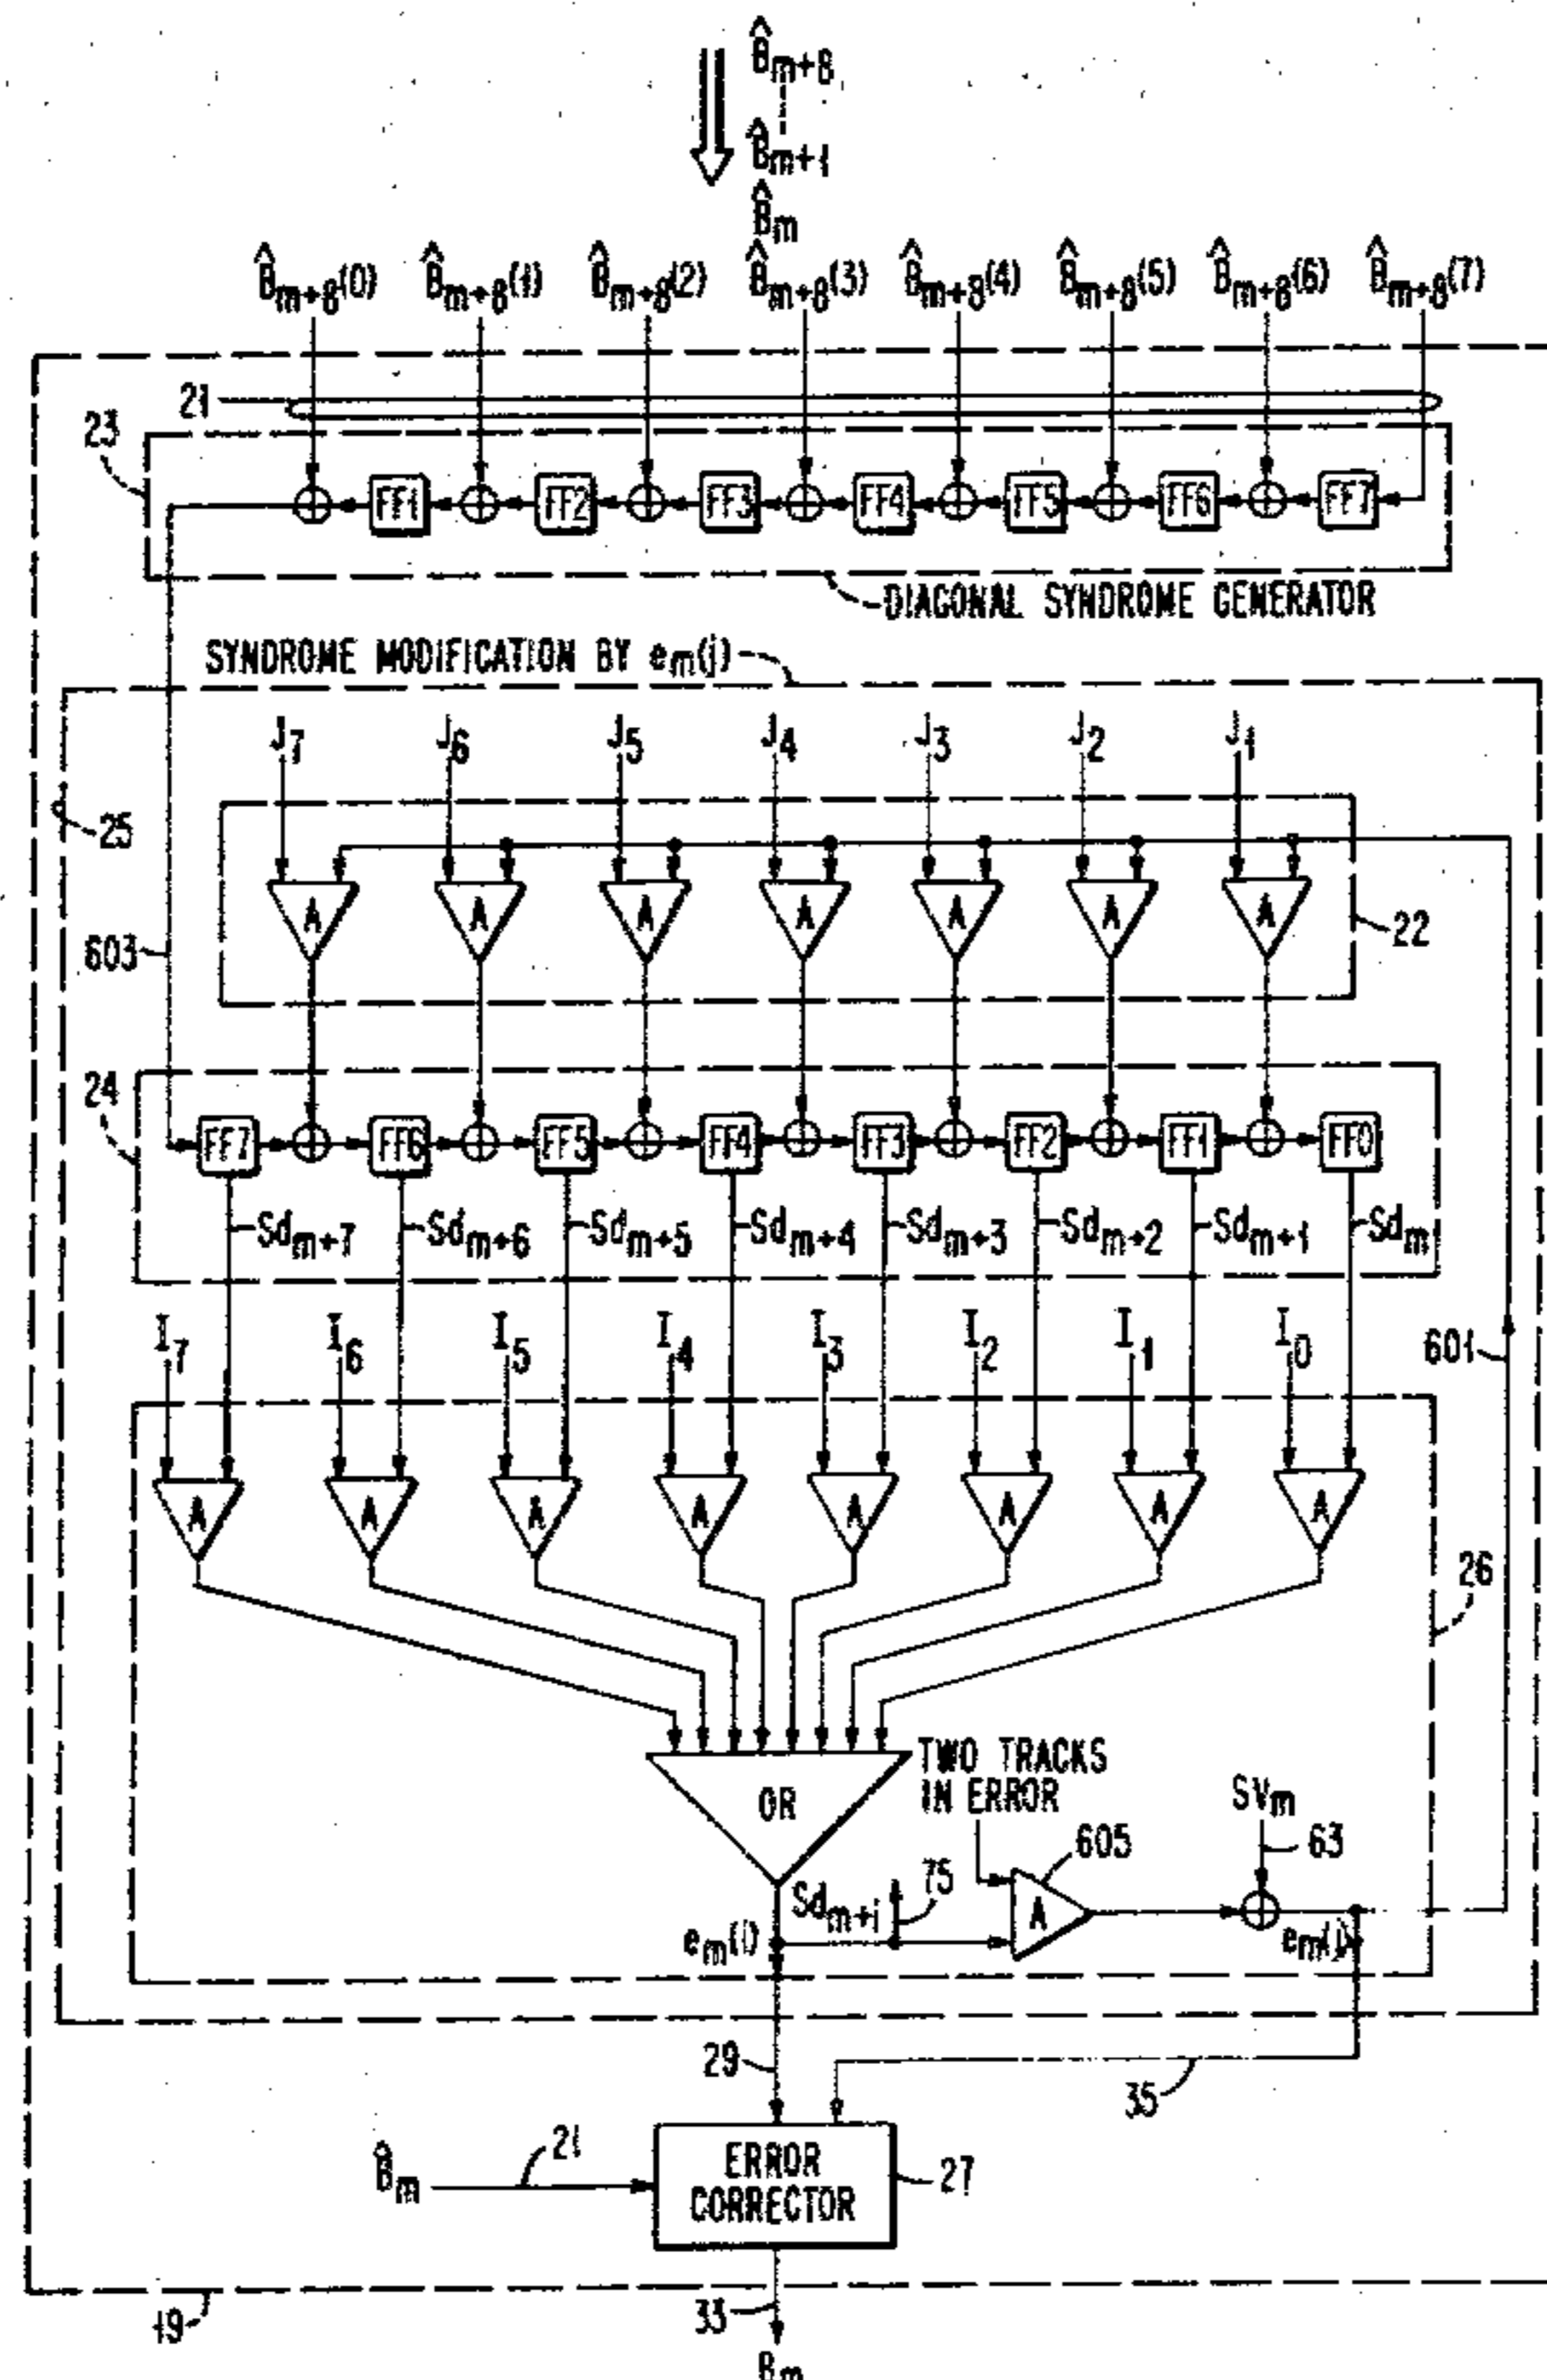 B̂m+8
B̂m+1
B̂m
B̂m+8(0) B̂m+8(1) B̂m+8(2) B̂m+8(3) B̂m+8(4) B̂m+8(5) B̂m+8(6) B̂m+8(7)
21
23
FF1 FF2 FF3 FF4 FF5 FF6 FF7
DIAGONAL SYNDROME GENERATOR
SYNDROME MODIFICATION BY em(j)
J7 J6 J5 J4 J3 J2 J1
25
A A A A A A A
22
603
24
FF7 FF6 FF5 FF4 FF3 FF2 FF1 FF0
Sdm+7 Sdm+6 Sdm+5 Sdm+4 Sdm+3 Sdm+2 Sdm+1 Sdm
I7 I6 I5 I4 I3 I2 I1 I0
601
A A A A A A A A
26
OR
TWO TRACKS
IN ERROR
SVm
605
63
Sdm+i
75
A
em(i)
em(j)
29
35
B̂m
21
ERROR
CORRECTOR
27
19
33
Bm